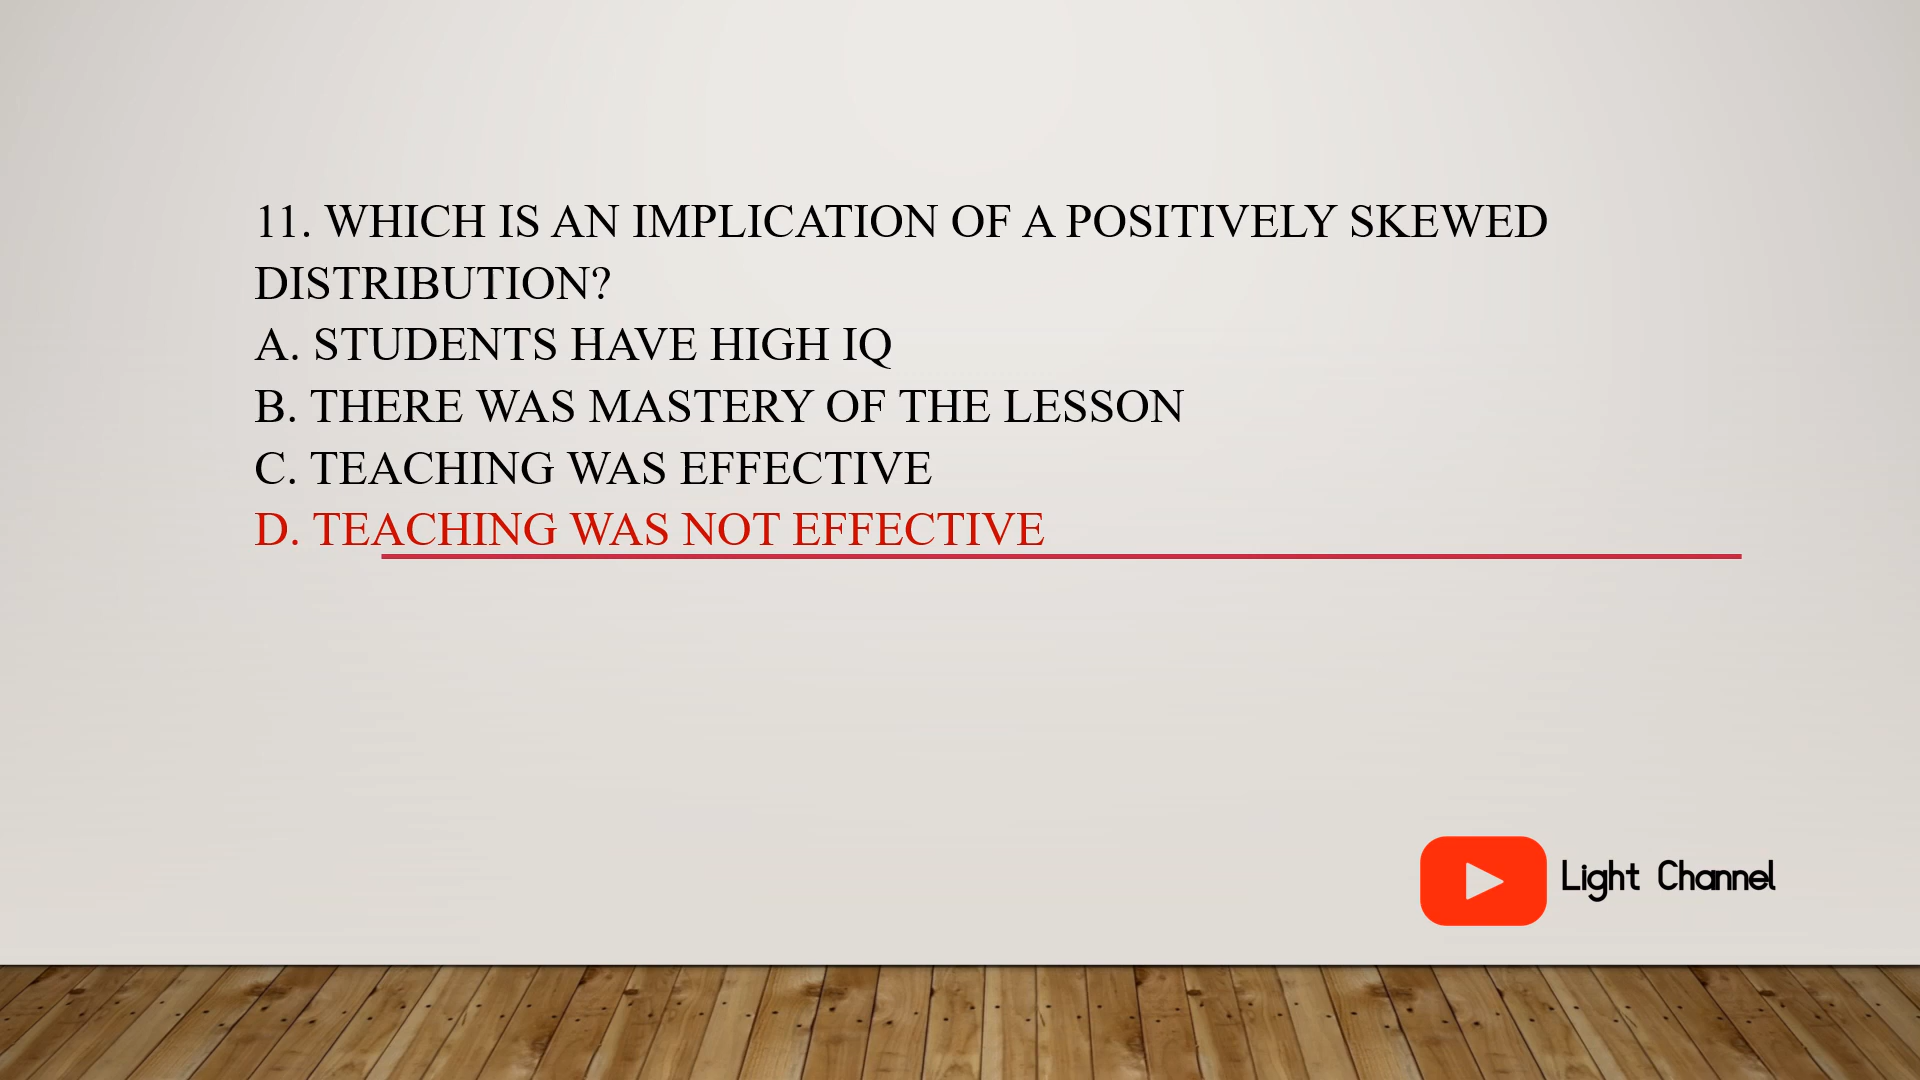 11. WHICH IS AN IMPLICATION OF A POSITIVELY SKEWED
DISTRIBUTION?
A. STUDENTS HAVE HIGH IQ
B. THERE WAS MASTERY OF THE LESSON
C. TEACHING WAS EFFECTIVE
D. TEACHING WAS NOT EFFECTIVE
Light Channel